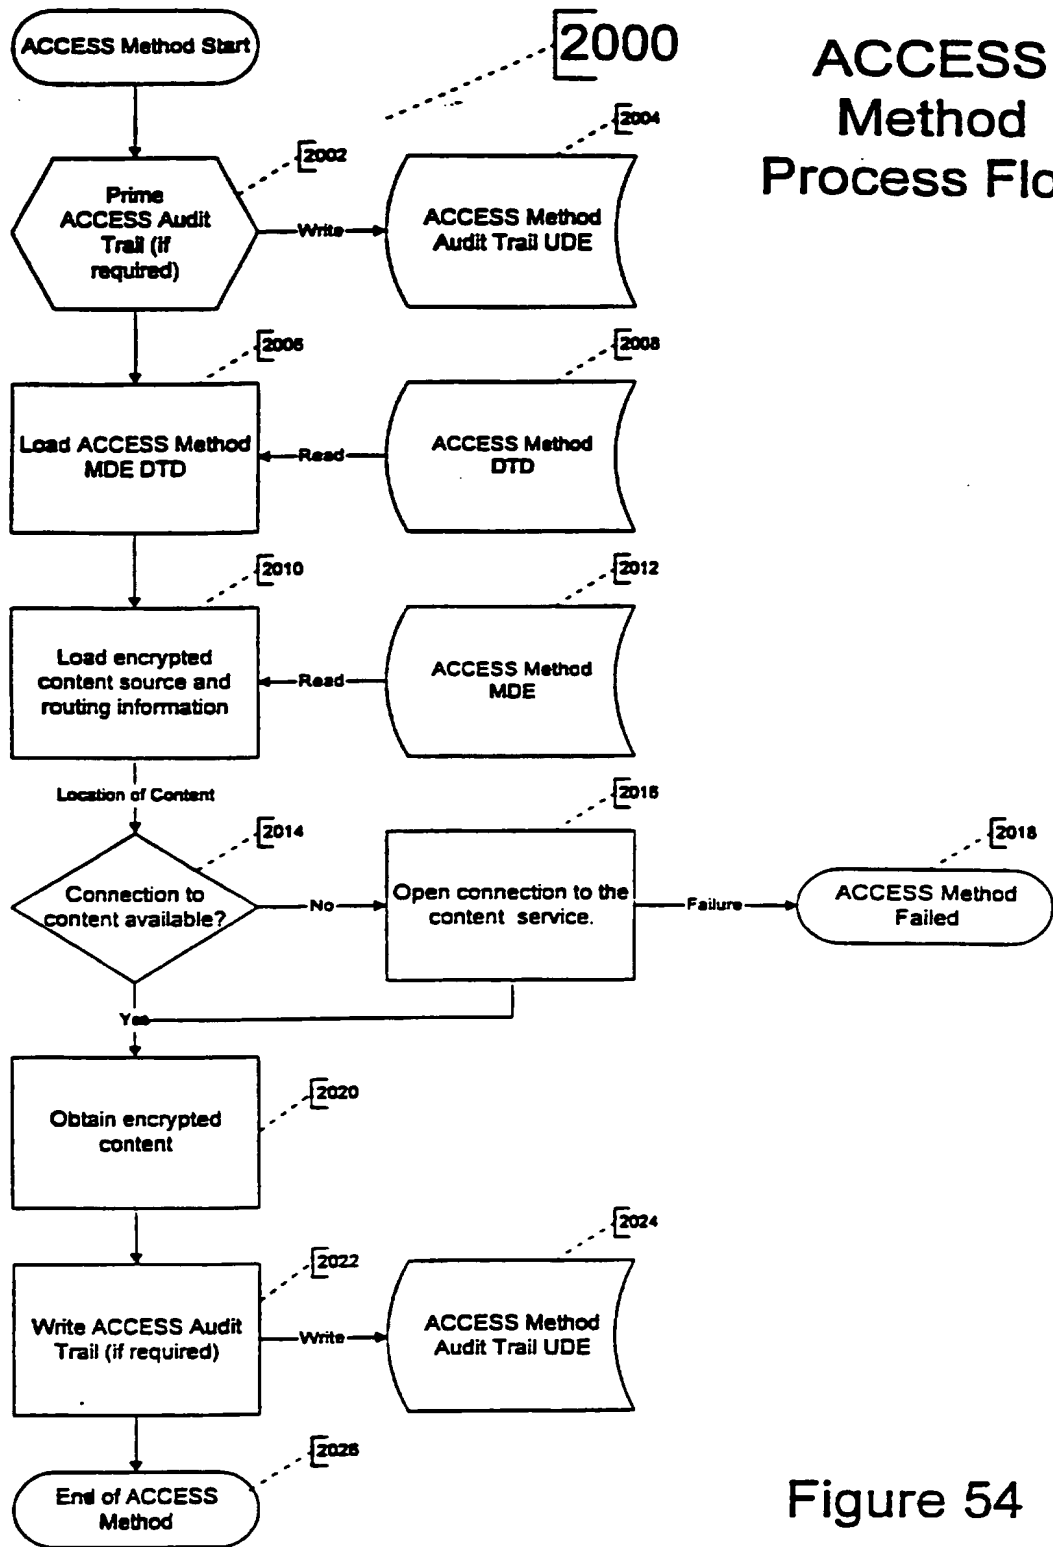 ACCESS Method Start
2000
ACCESS
Method
Process Flo
2002
2004
Prime
ACCESS Audit
Trail (if
required)
Write
ACCESS Method
Audit Trail UDE
2006
2008
Load ACCESS Method
MDE DTD
Read
ACCESS Method
DTD
2010
2012
Load encrypted
content source and
routing information
Read
ACCESS Method
MDE
Location of Content
2014
2016
2018
Connection to
content available?
No
Open connection to the
content service.
Failure
ACCESS Method
Failed
Yes
2020
Obtain encrypted
content
2022
2024
Write ACCESS Audit
Trail (if required)
Write
ACCESS Method
Audit Trail UDE
2026
End of ACCESS
Method
Figure 54